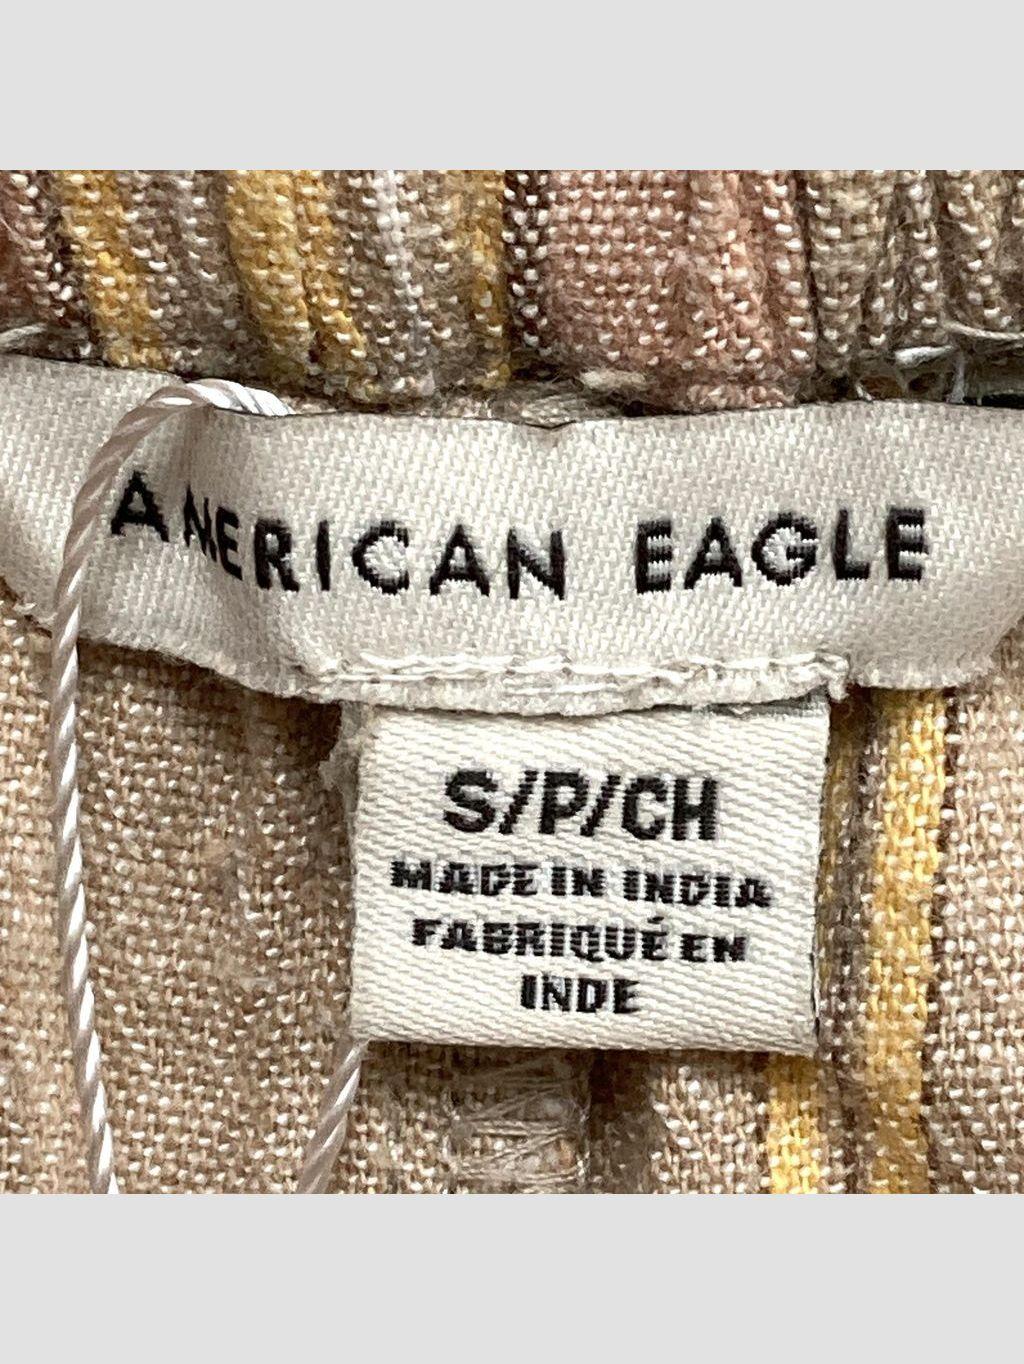 AMERICAN EAGLE
S/P/CH
MADE IN INDIA
FABRIQUÉ EN
INDE